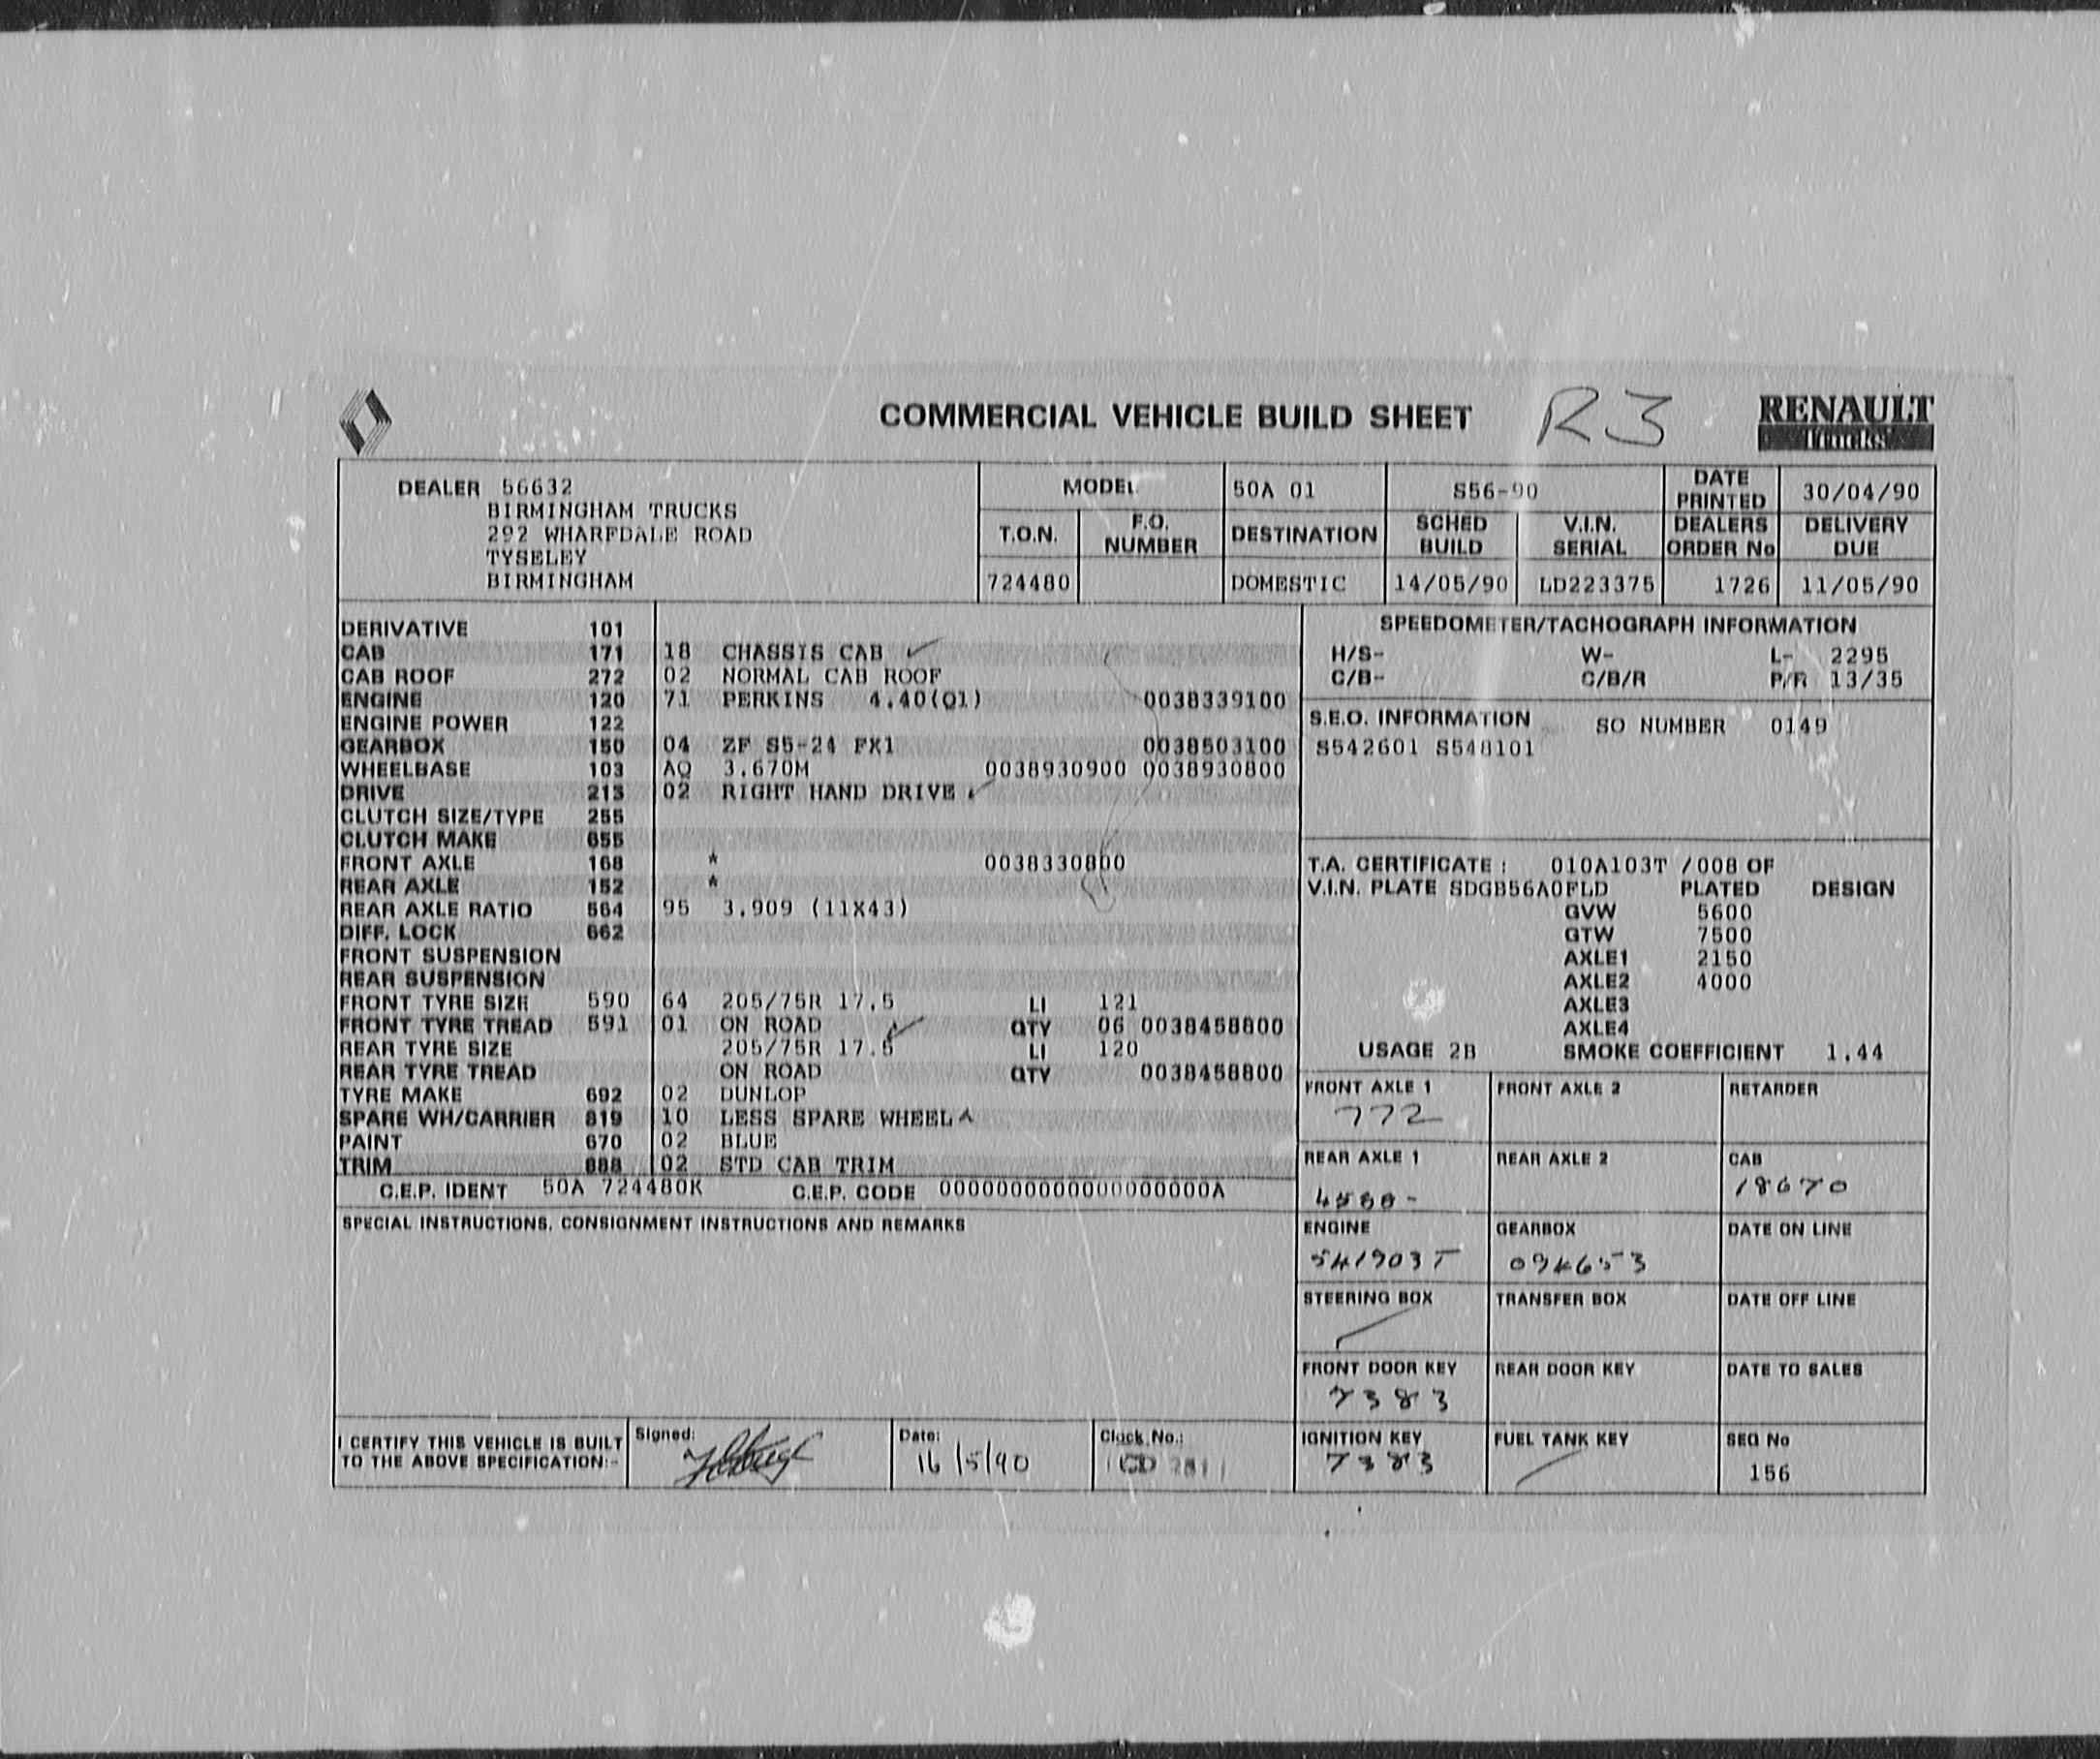 COMMERCIAL VEHICLE BUILD SHEET R3 RENAULT
Trucks
DEALER 56632
BIRMINGHAM TRUCKS
292 WHARFDALE ROAD
TYSELEY
BIRMINGHAM
MODEL 50A 01 S56-90 DATE PRINTED 30/04/90
T.O.N. F.O. NUMBER DESTINATION SCHED BUILD V.I.N. SERIAL DEALERS ORDER No DELIVERY DUE
724480 DOMESTIC 14/05/90 LD223375 1726 11/05/90
DERIVATIVE 101
CAB 171 18 CHASSIS CAB ✓
CAB ROOF 272 02 NORMAL CAB ROOF
ENGINE 120 71 PERKINS 4.40(Q1) 0038339100
ENGINE POWER 122
GEARBOX 150 04 ZF S5-24 FX1 0038503100
WHEELBASE 103 AQ 3.670M 0038930900 0038930800
DRIVE 213 02 RIGHT HAND DRIVE ✓
CLUTCH SIZE/TYPE 255
CLUTCH MAKE 655
FRONT AXLE 168 * 0038330800
REAR AXLE 152 *
REAR AXLE RATIO 564 95 3.909 (11X43)
DIFF. LOCK 662
FRONT SUSPENSION
REAR SUSPENSION
FRONT TYRE SIZE 590 64 205/75R 17.5 LI 121
FRONT TYRE TREAD 591 01 ON ROAD ✓ QTY 06 0038458800
REAR TYRE SIZE 205/75R 17.5 LI 120
REAR TYRE TREAD ON ROAD QTY 0038458800
TYRE MAKE 692 02 DUNLOP
SPARE WH/CARRIER 819 10 LESS SPARE WHEEL
PAINT 670 02 BLUE
TRIM 888 02 STD CAB TRIM
C.E.P. IDENT 50A 724480K C.E.P. CODE 0000000000000000000A
SPECIAL INSTRUCTIONS, CONSIGNMENT INSTRUCTIONS AND REMARKS
SPEEDOMETER/TACHOGRAPH INFORMATION
H/S- W- L- 2295
C/B- C/B/R P/R 13/35
S.E.O. INFORMATION SO NUMBER 0149
S542601 S548101
T.A. CERTIFICATE : 010A103T /008 OF
V.I.N. PLATE SDGB56A0FLD PLATED DESIGN
GVW 5600
GTW 7500
AXLE1 2150
AXLE2 4000
AXLE3
AXLE4
USAGE 2B SMOKE COEFFICIENT 1.44
FRONT AXLE 1 FRONT AXLE 2 RETARDER
772
REAR AXLE 1 REAR AXLE 2 CAB
18670
ENGINE GEARBOX DATE ON LINE
541903T 094653
STEERING BOX TRANSFER BOX DATE OFF LINE
FRONT DOOR KEY REAR DOOR KEY DATE TO SALES
7383
IGNITION KEY FUEL TANK KEY SEQ No
7383 156
I CERTIFY THIS VEHICLE IS BUILT
TO THE ABOVE SPECIFICATION:-
Signed:
Date: 16/5/90
Clock No.: CD